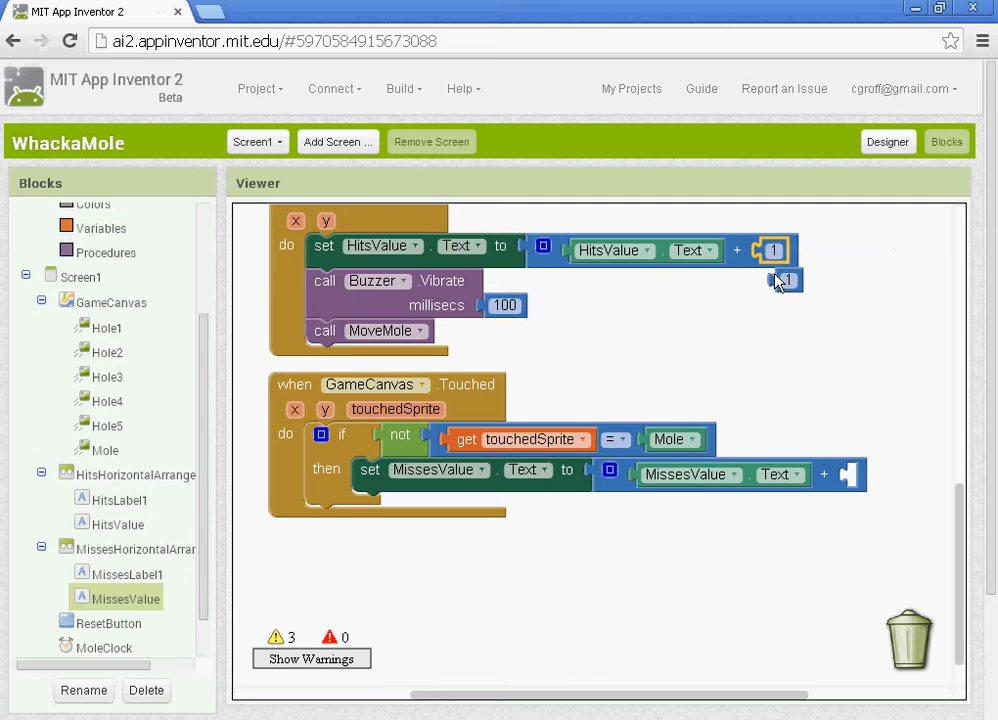 MIT App Inventor 2
ai2.appinventor.mit.edu/#5970584915673088
MIT App Inventor 2
Beta
Project
Connect
Build
Help
My Projects
Guide
Report an Issue
cgroff@gmail.com
WhackaMole
Screen1
Add Screen ...
Remove Screen
Designer
Blocks
Blocks
Colors
Variables
Procedures
Screen1
GameCanvas
Hole1
Hole2
Hole3
Hole4
Hole5
Mole
HitsHorizontalArrange
HitsLabel1
HitsValue
MissesHorizontalArrar
MissesLabel1
MissesValue
ResetButton
MoleClock
Rename
Delete
Viewer
x y
do set HitsValue . Text to HitsValue . Text + 1
1
call Buzzer .Vibrate
millisecs 100
call MoveMole
when GameCanvas .Touched
x y touchedSprite
do if not get touchedSprite = Mole
then set MissesValue . Text to MissesValue . Text +
3 0
Show Warnings